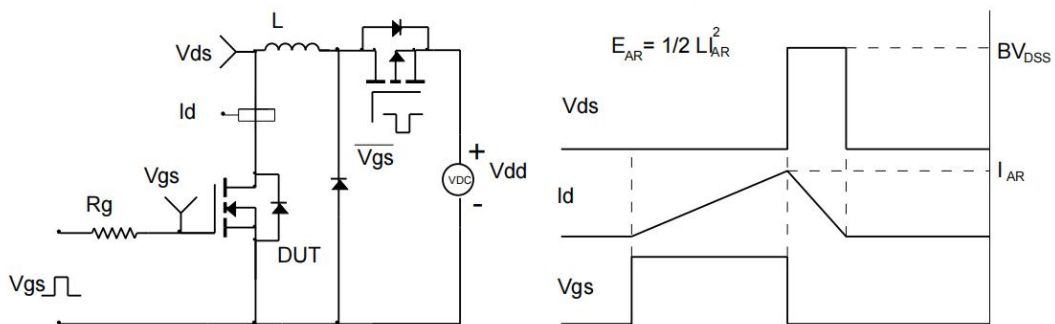 L
Vds
Id
Vgs
Vgs
+
VDC
Vdd
-
Rg
DUT
Vgs
E_AR = 1/2 LI_AR^2
BV_DSS
Vds
I_AR
Id
Vgs